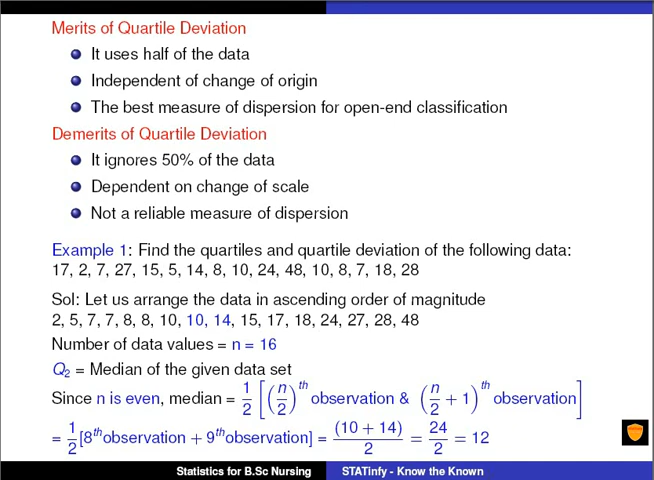 Merits of Quartile Deviation
It uses half of the data
Independent of change of origin
The best measure of dispersion for open-end classification
Demerits of Quartile Deviation
It ignores 50% of the data
Dependent on change of scale
Not a reliable measure of dispersion
Example 1: Find the quartiles and quartile deviation of the following data:
17, 2, 7, 27, 15, 5, 14, 8, 10, 24, 48, 10, 8, 7, 18, 28
Sol: Let us arrange the data in ascending order of magnitude
2, 5, 7, 7, 8, 8, 10, 10, 14, 15, 17, 18, 24, 27, 28, 48
Number of data values = n = 16
Q₂ = Median of the given data set
Since n is even, median = 1/2 [(n/2)^th observation & (n/2 + 1)^th observation]
= 1/2 [8^th observation + 9^th observation] = (10 + 14)/2 = 24/2 = 12
Statistics for B.Sc Nursing STATInfy - Know the Known